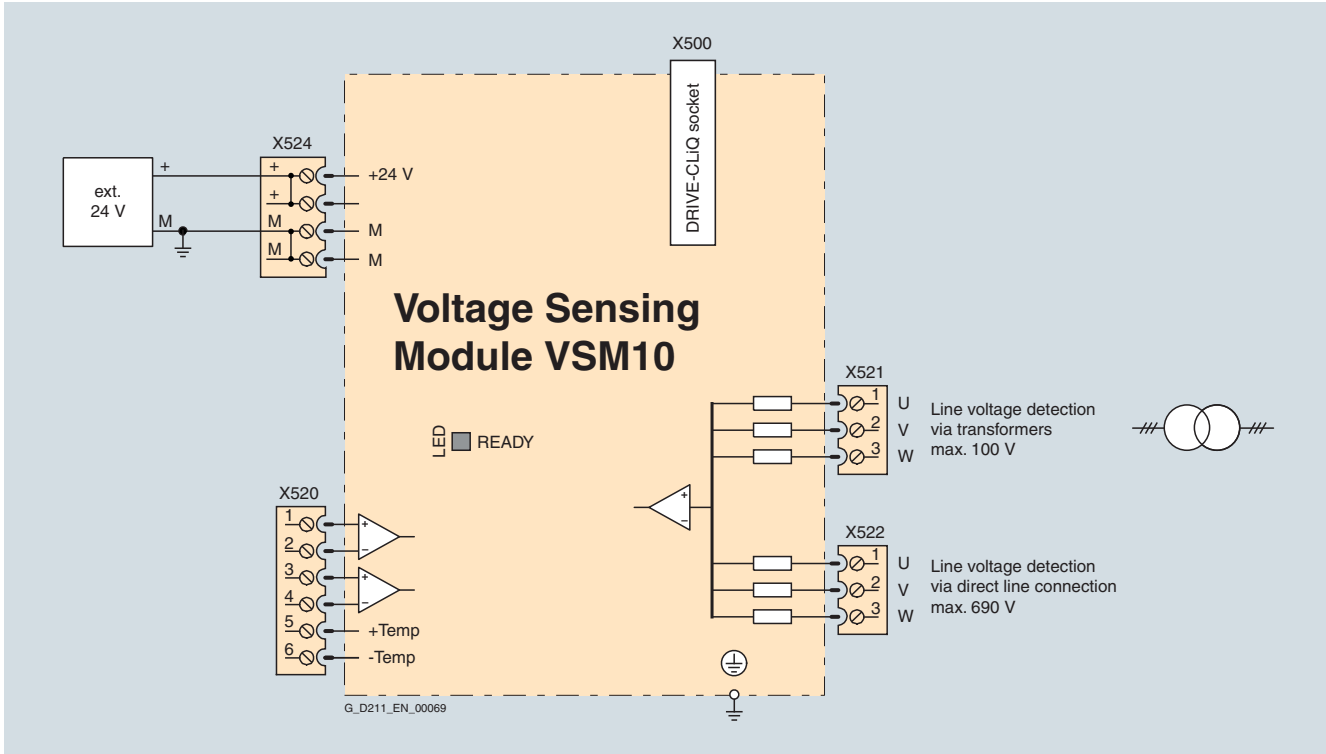 X500
DRIVE-CLiQ socket
X524
ext.
24 V
+
M
+
+
M
M
+24 V
M
M
Voltage Sensing
Module VSM10
LED
READY
X520
1
2
3
4
5
6
+
−
+
−
+Temp
-Temp
+
−
X521
1
2
3
U
V
W
Line voltage detection
via transformers
max. 100 V
X522
1
2
3
U
V
W
Line voltage detection
via direct line connection
max. 690 V
G_D211_EN_00069